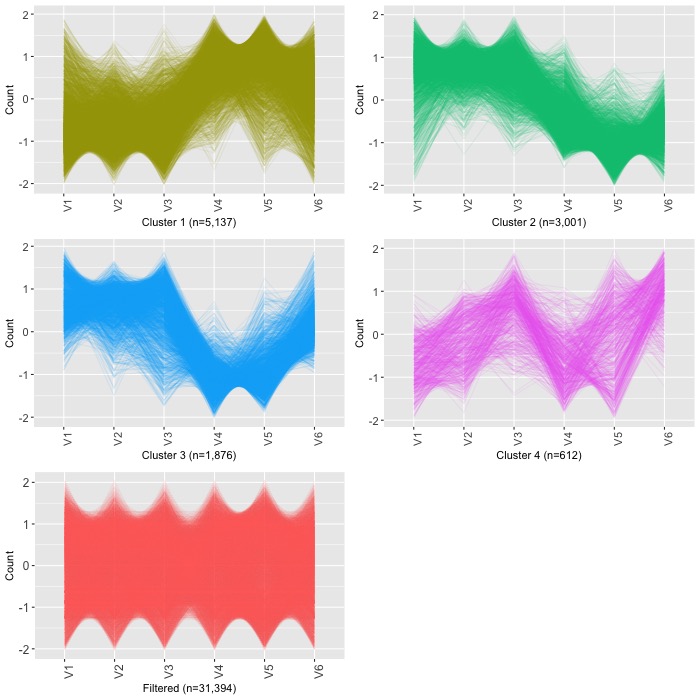 2
1
0
-1
-2
Count
V1 V2 V3 V4 V5 V6
Cluster 1 (n=5,137)
2
1
0
-1
-2
Count
V1 V2 V3 V4 V5 V6
Cluster 2 (n=3,001)
2
1
0
-1
-2
Count
V1 V2 V3 V4 V5 V6
Cluster 3 (n=1,876)
2
1
0
-1
-2
Count
V1 V2 V3 V4 V5 V6
Cluster 4 (n=612)
2
1
0
-1
-2
Count
V1 V2 V3 V4 V5 V6
Filtered (n=31,394)